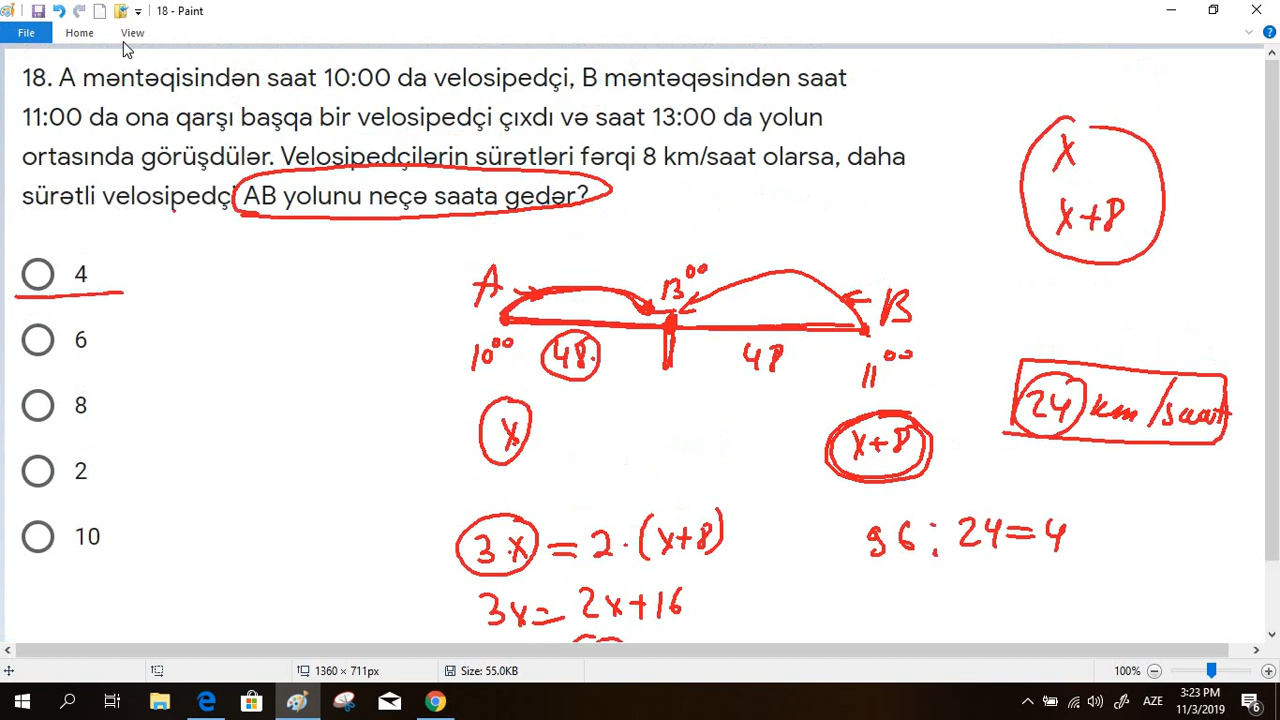 18 - Paint
File Home View
18. A məntəqisindən saat 10:00 da velosipedçi, B məntəqəsindən saat
11:00 da ona qarşı başqa bir velosipedçi çıxdı və saat 13:00 da yolun
ortasında görüşdülər. Velosipedçilərin sürətləri fərqi 8 km/saat olarsa, daha
sürətli velosipedçi AB yolunu neçə saata gedər?
x
x+8
4
6
8
2
10
A 13⁰⁰ B
10⁰⁰ 48 48 11⁰⁰
x x+8
24 km/saat
3·x = 2·(x+8)
3x = 2x+16
96 : 24 = 4
1360 × 711px Size: 55.0KB 100%
AZE 3:23 PM
11/3/2019 6